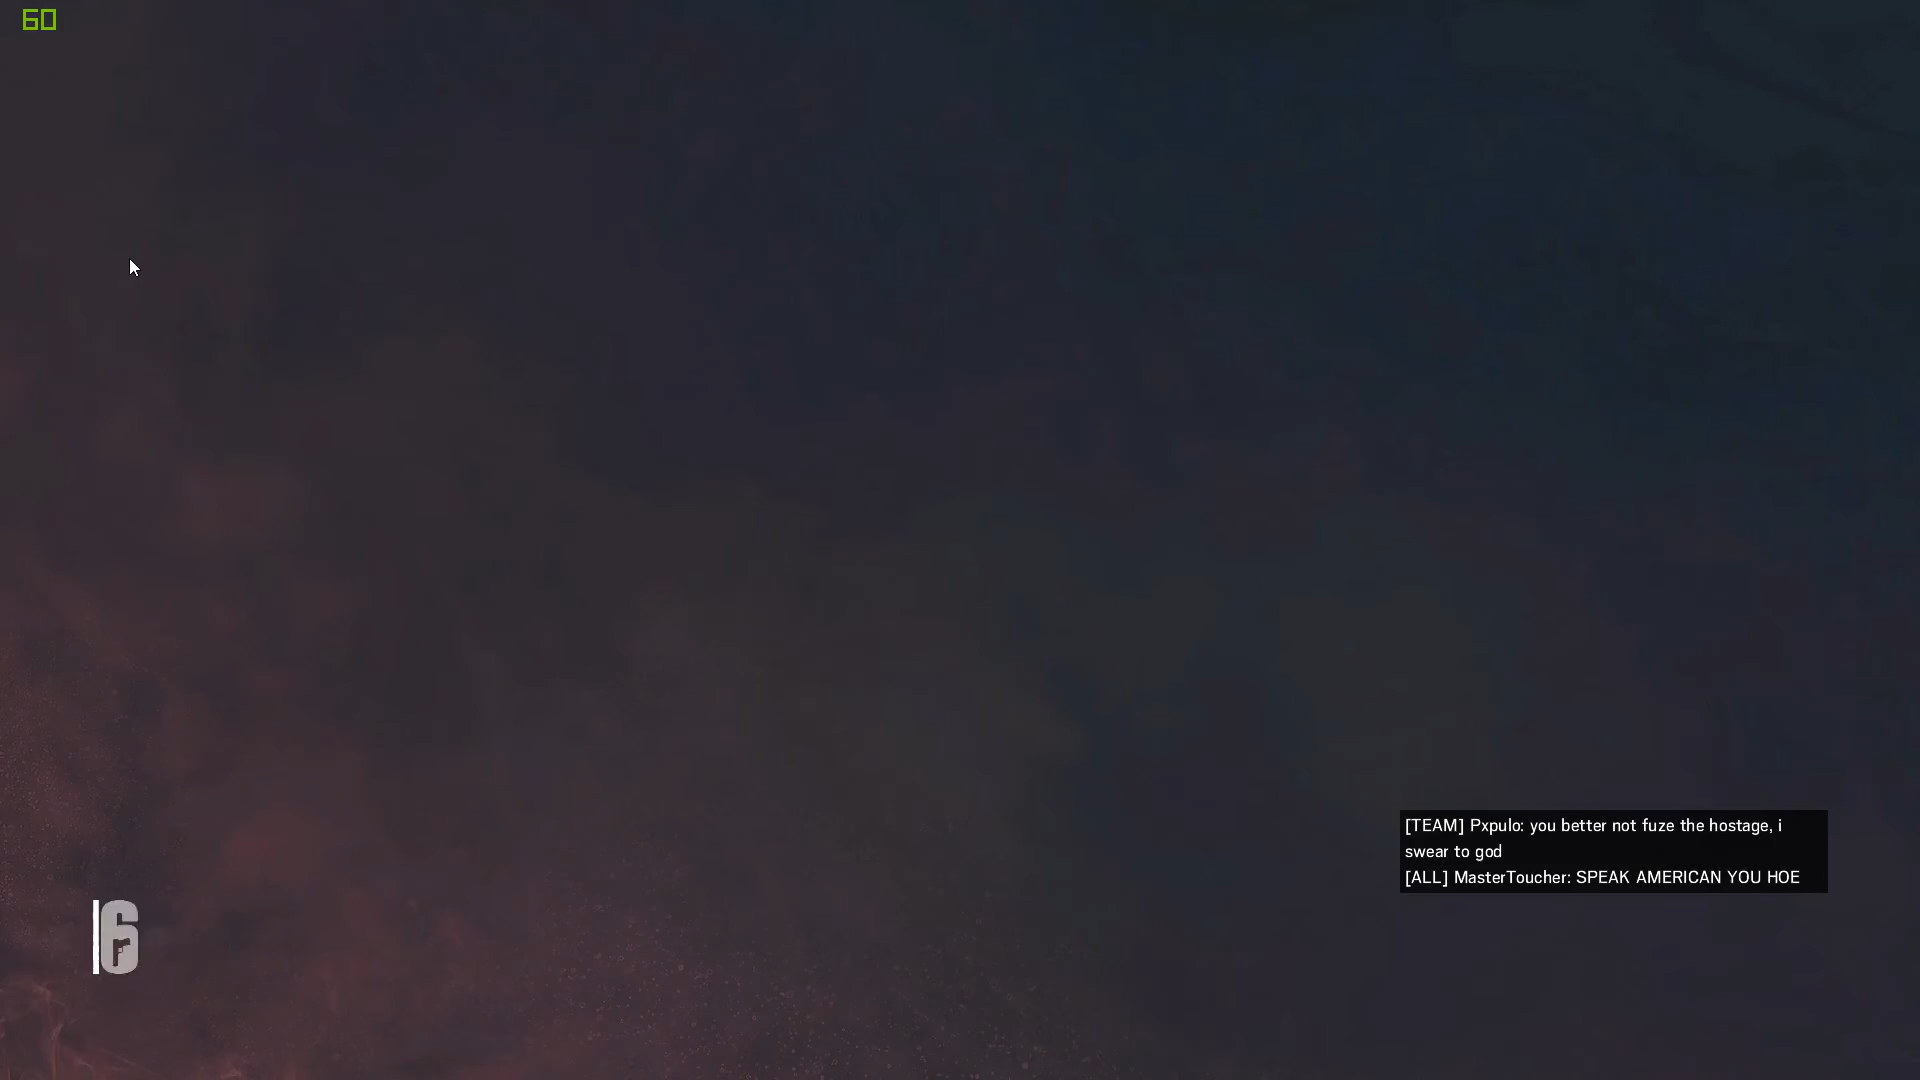 60
[TEAM] Pxpulo: you better not fuze the hostage, i
swear to god
[ALL] MasterToucher: SPEAK AMERICAN YOU HOE
6